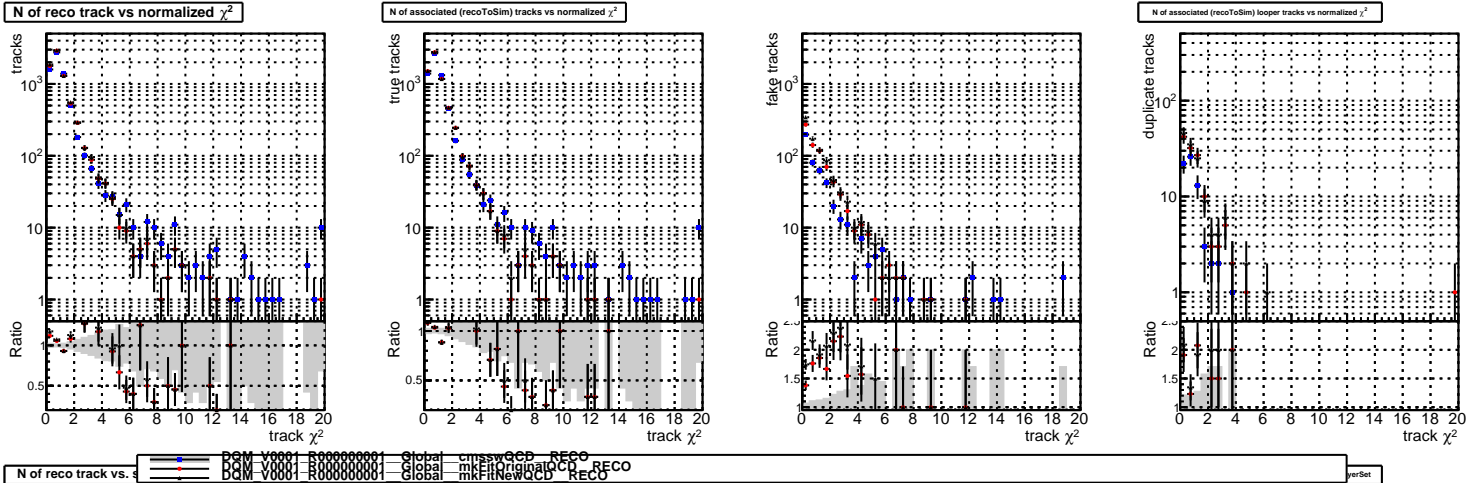 N of reco track vs normalized χ²
N of associated (recoToSim) tracks vs normalized χ²
N of associated (recoToSim) looper tracks vs normalized χ²
tracks
10³
10²
10
1
Ratio
1
0.5
0 2 4 6 8 10 12 14 16 18 20
track χ²
true tracks
10³
10²
10
1
Ratio
1
0.5
0 2 4 6 8 10 12 14 16 18 20
track χ²
fake tracks
10³
10²
10
1
Ratio
2
1.5
0 2 4 6 8 10 12 14 16 18 20
track χ²
duplicate tracks
10²
10
1
Ratio
2
1.5
0 2 4 6 8 10 12 14 16 18 20
track χ²
DQM_V0001_R000000001__Global__cmsswQCD__RECO
DQM_V0001_R000000001__Global__mkFitOriginalQCD__RECO
DQM_V0001_R000000001__Global__mkFitNewQCD__RECO
N of reco track vs. s
yerSet